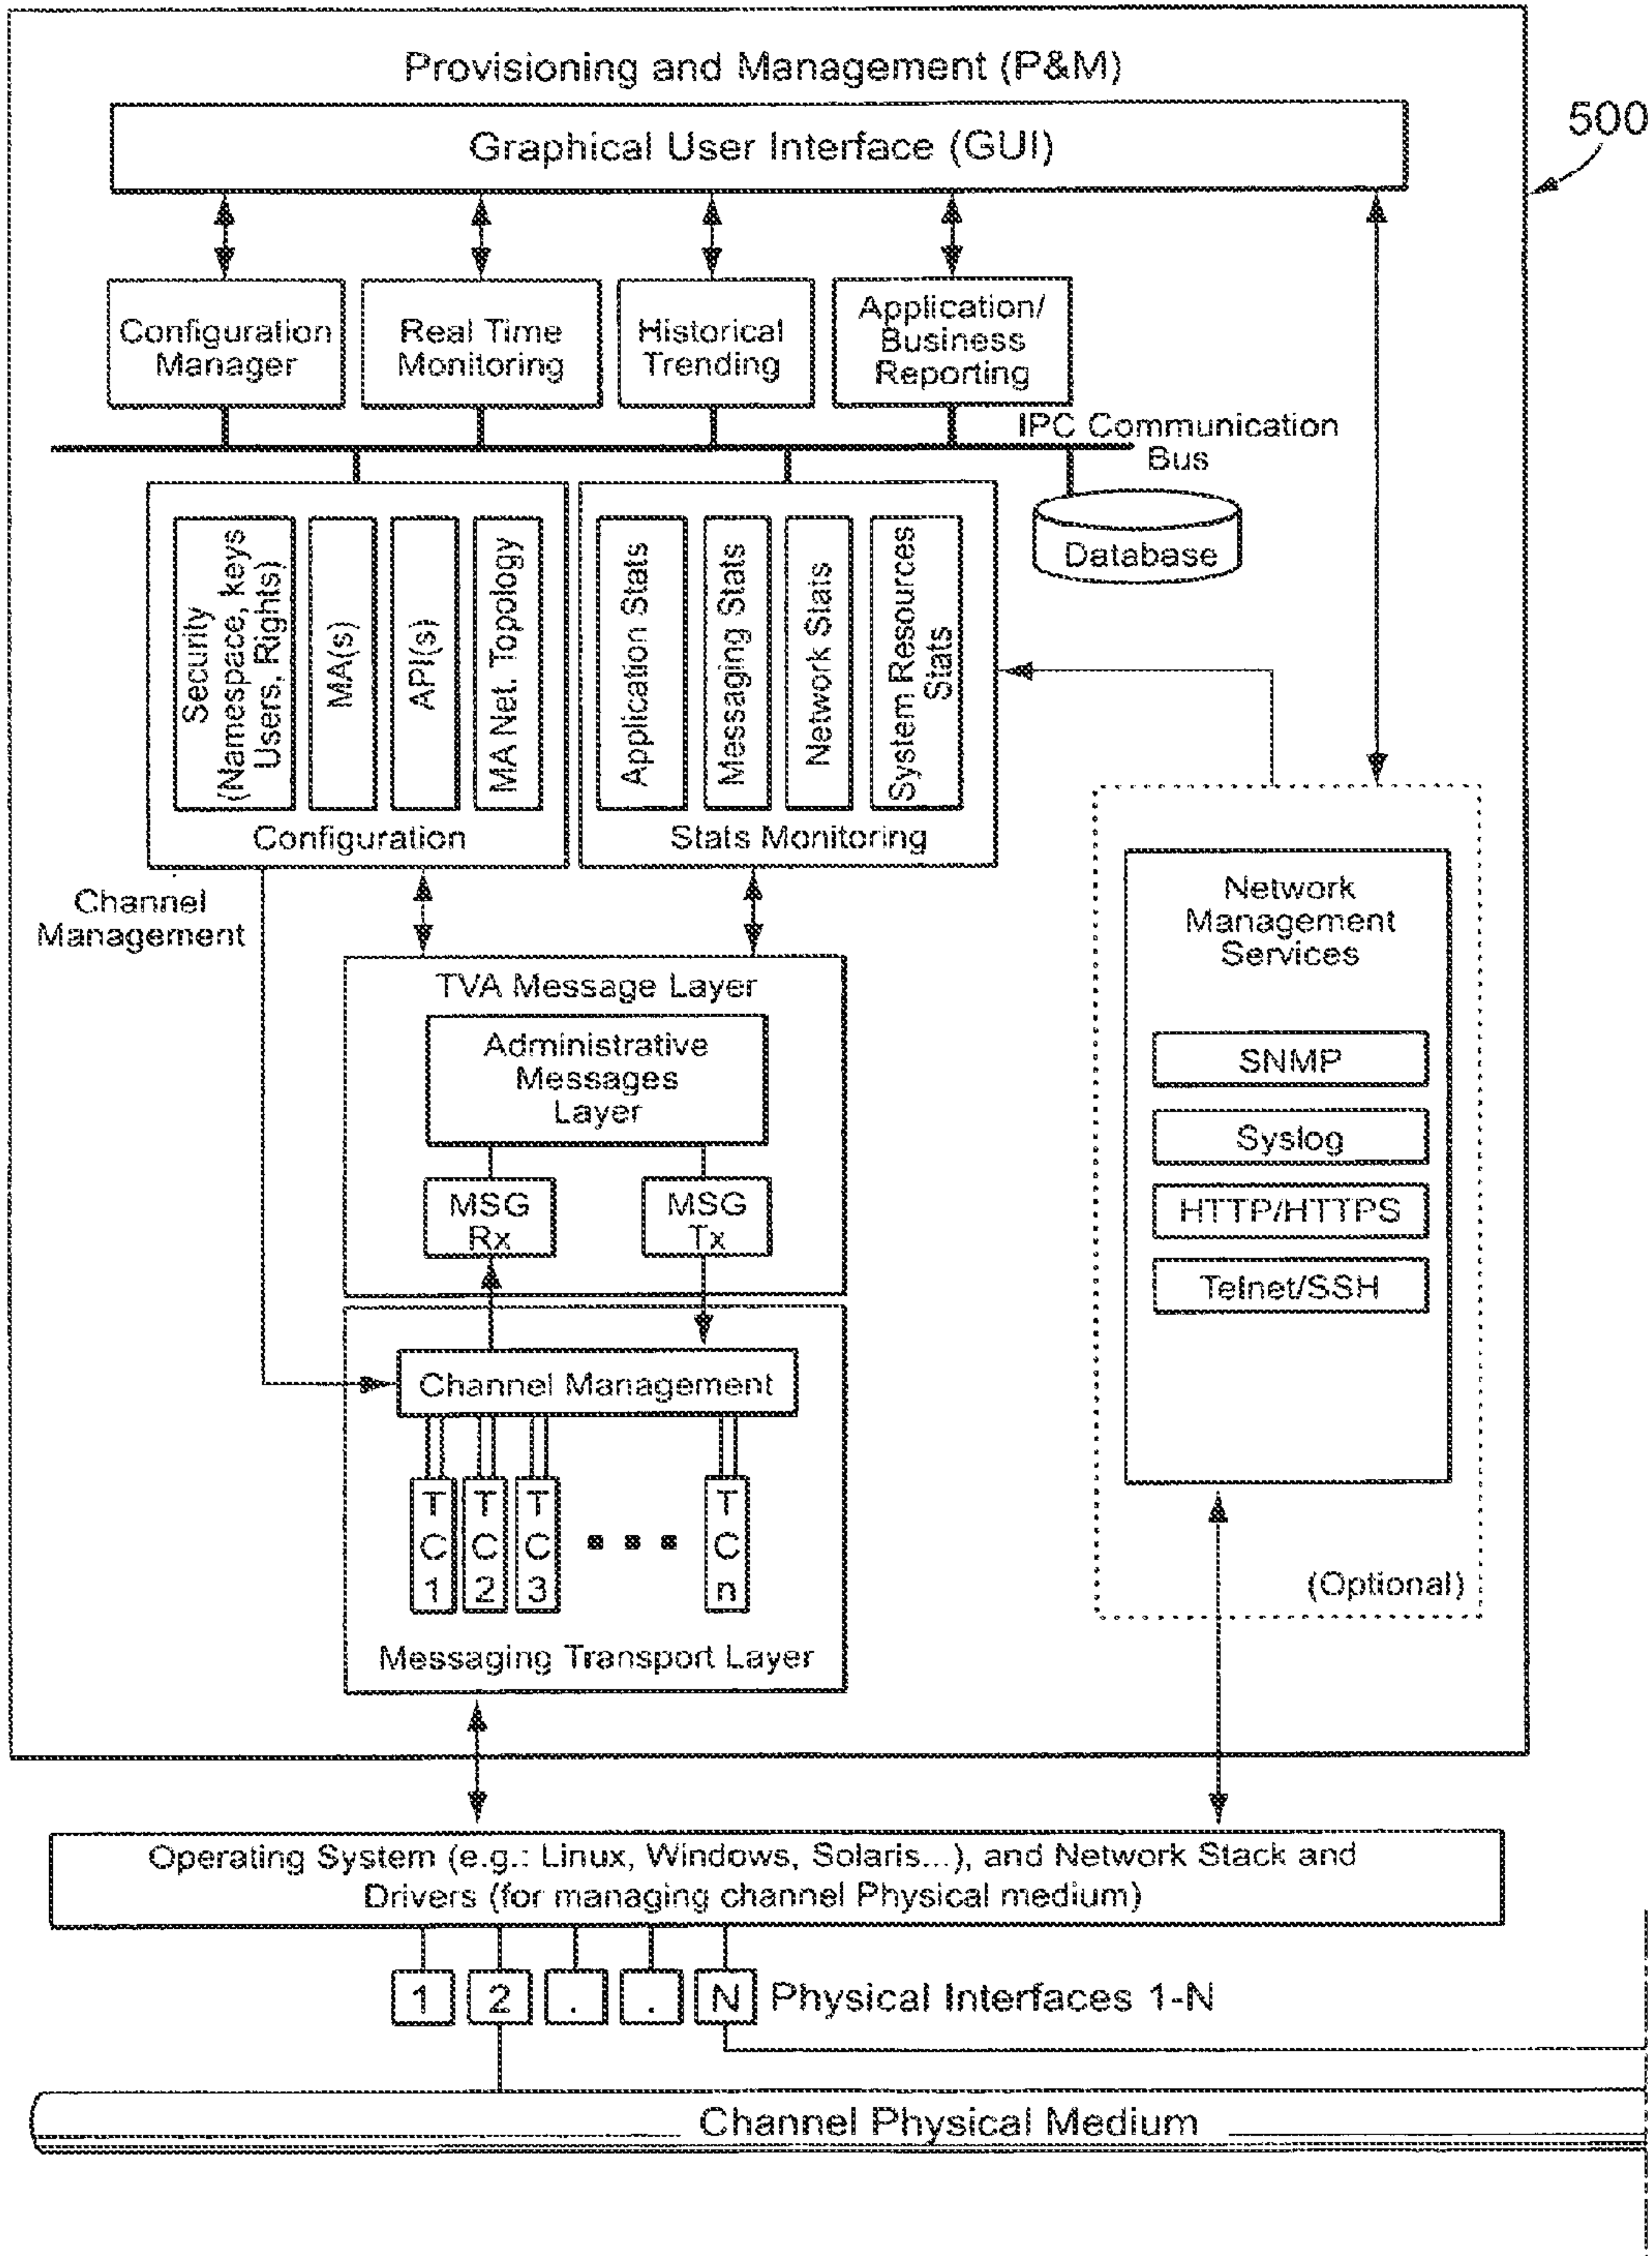 Provisioning and Management (P&M)
500
Graphical User Interface (GUI)
Configuration
Manager
Real Time
Monitoring
Historical
Trending
Application/
Business
Reporting
IPC Communication
Bus
Database
Security
(Namespace, keys
Users, Rights)
MA(s)
API(s)
MA Net. Topology
Configuration
Application Stats
Messaging Stats
Network Stats
System Resources
Stats
Stats Monitoring
Channel
Management
TVA Message Layer
Administrative
Messages
Layer
MSG
Rx
MSG
Tx
Channel Management
T
C
1
T
C
2
T
C
3
T
C
n
Messaging Transport Layer
Network
Management
Services
SNMP
Syslog
HTTP/HTTPS
Telnet/SSH
(Optional)
Operating System (e.g.: Linux, Windows, Solaris...), and Network Stack and
Drivers (for managing channel Physical medium)
1 2 . . N Physical Interfaces 1-N
Channel Physical Medium